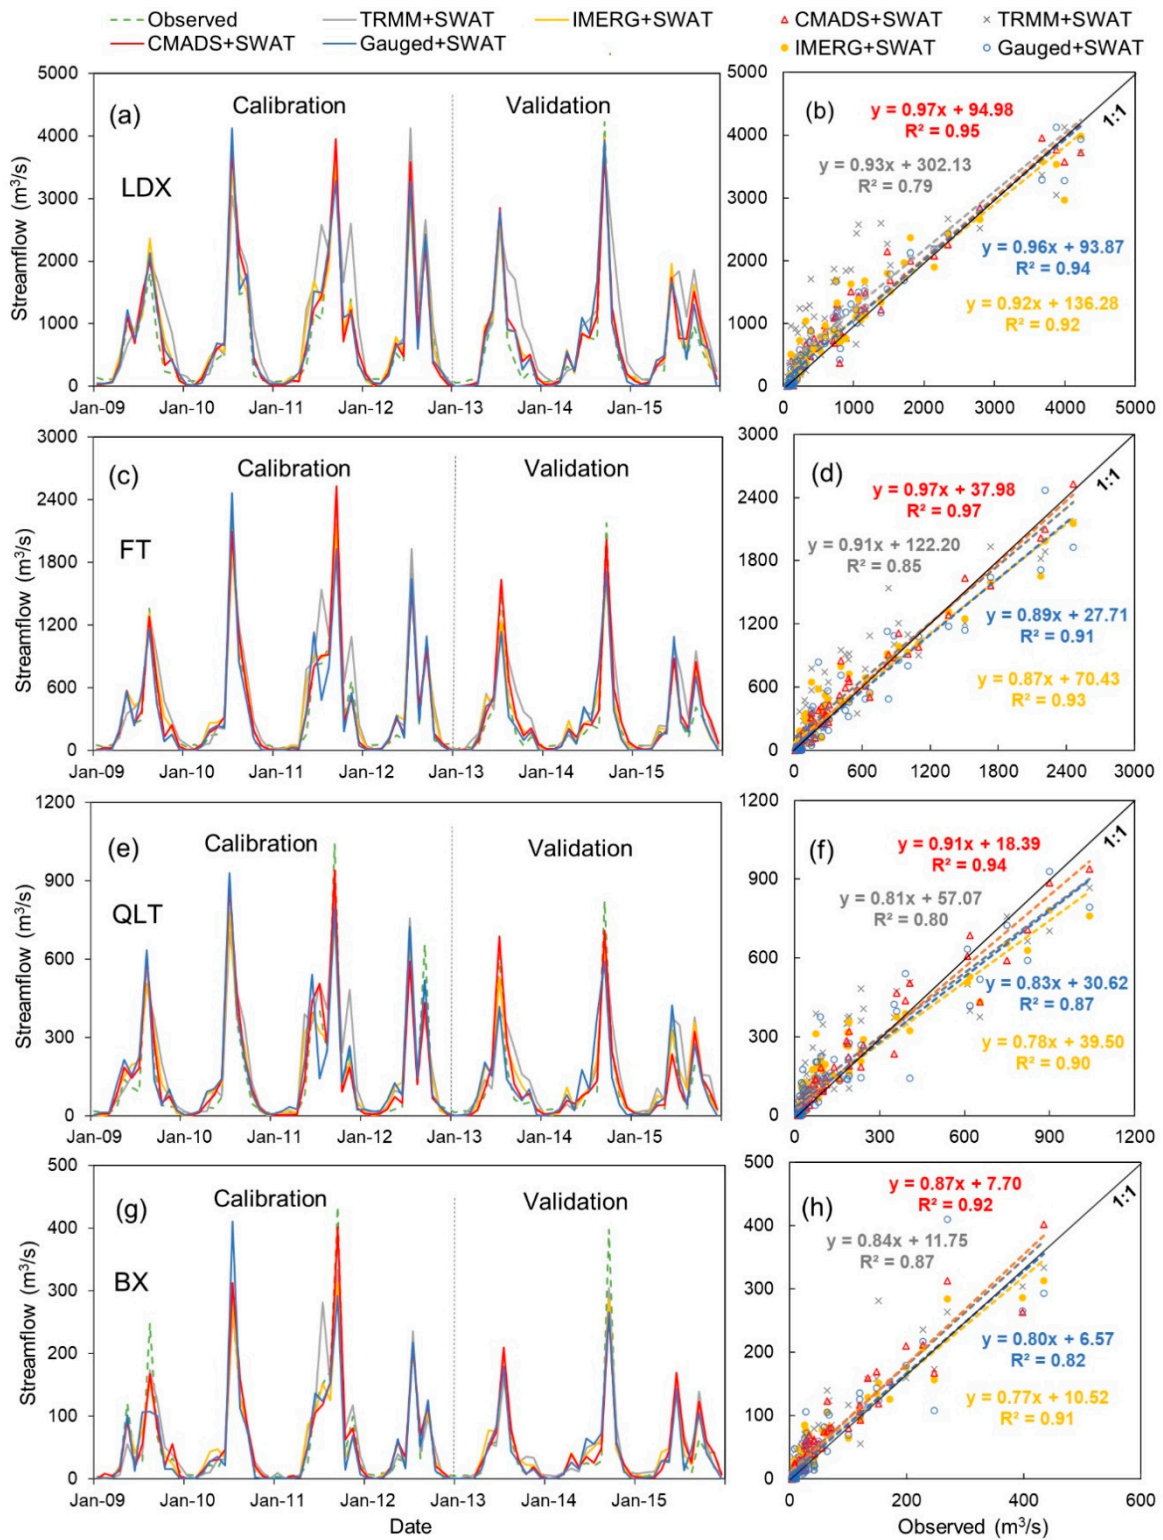 Observed TRMM+SWAT IMERG+SWAT CMADS+SWAT TRMM+SWAT
CMADS+SWAT Gauged+SWAT IMERG+SWAT Gauged+SWAT
(a) Calibration Validation
LDX
Streamflow (m³/s)
5000
4000
3000
2000
1000
0
Jan-09 Jan-10 Jan-11 Jan-12 Jan-13 Jan-14 Jan-15
(b) 1:1
y = 0.97x + 94.98
R² = 0.95
y = 0.93x + 302.13
R² = 0.79
y = 0.96x + 93.87
R² = 0.94
y = 0.92x + 136.28
R² = 0.92
5000
4000
3000
2000
1000
0
0 1000 2000 3000 4000 5000
(c) Calibration Validation
FT
Streamflow (m³/s)
3000
2400
1800
1200
600
0
Jan-09 Jan-10 Jan-11 Jan-12 Jan-13 Jan-14 Jan-15
(d) 1:1
y = 0.97x + 37.98
R² = 0.97
y = 0.91x + 122.20
R² = 0.85
y = 0.89x + 27.71
R² = 0.91
y = 0.87x + 70.43
R² = 0.93
3000
2400
1800
1200
600
0
0 600 1200 1800 2400 3000
(e) Calibration Validation
QLT
Streamflow (m³/s)
1200
900
600
300
0
Jan-09 Jan-10 Jan-11 Jan-12 Jan-13 Jan-14 Jan-15
(f) 1:1
y = 0.91x + 18.39
R² = 0.94
y = 0.81x + 57.07
R² = 0.80
y = 0.83x + 30.62
R² = 0.87
y = 0.78x + 39.50
R² = 0.90
1200
900
600
300
0
0 300 600 900 1200
(g) Calibration Validation
BX
Streamflow (m³/s)
500
400
300
200
100
0
Jan-09 Jan-10 Jan-11 Jan-12 Jan-13 Jan-14 Jan-15
Date
(h) 1:1
y = 0.87x + 7.70
R² = 0.92
y = 0.84x + 11.75
R² = 0.87
y = 0.80x + 6.57
R² = 0.82
y = 0.77x + 10.52
R² = 0.91
500
400
300
200
100
0
0 200 400 600
Observed (m³/s)